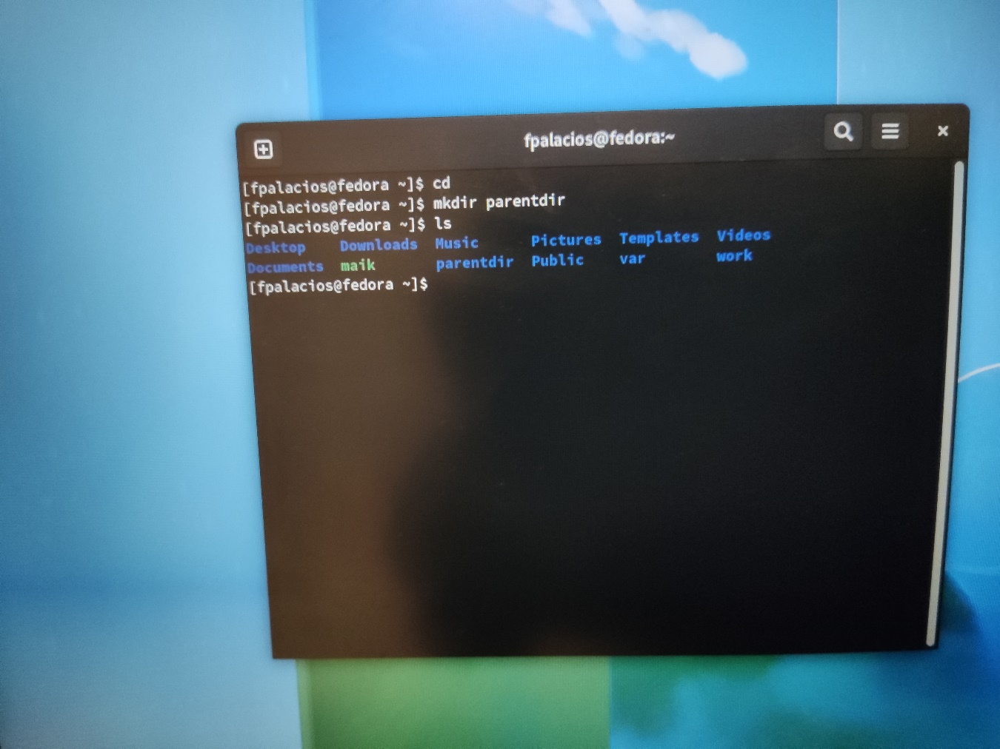 fpalacios@fedora:~
[fpalacios@fedora ~]$ cd
[fpalacios@fedora ~]$ mkdir parentdir
[fpalacios@fedora ~]$ ls
Desktop Downloads Music Pictures Templates Videos
Documents maik parentdir Public var work
[fpalacios@fedora ~]$